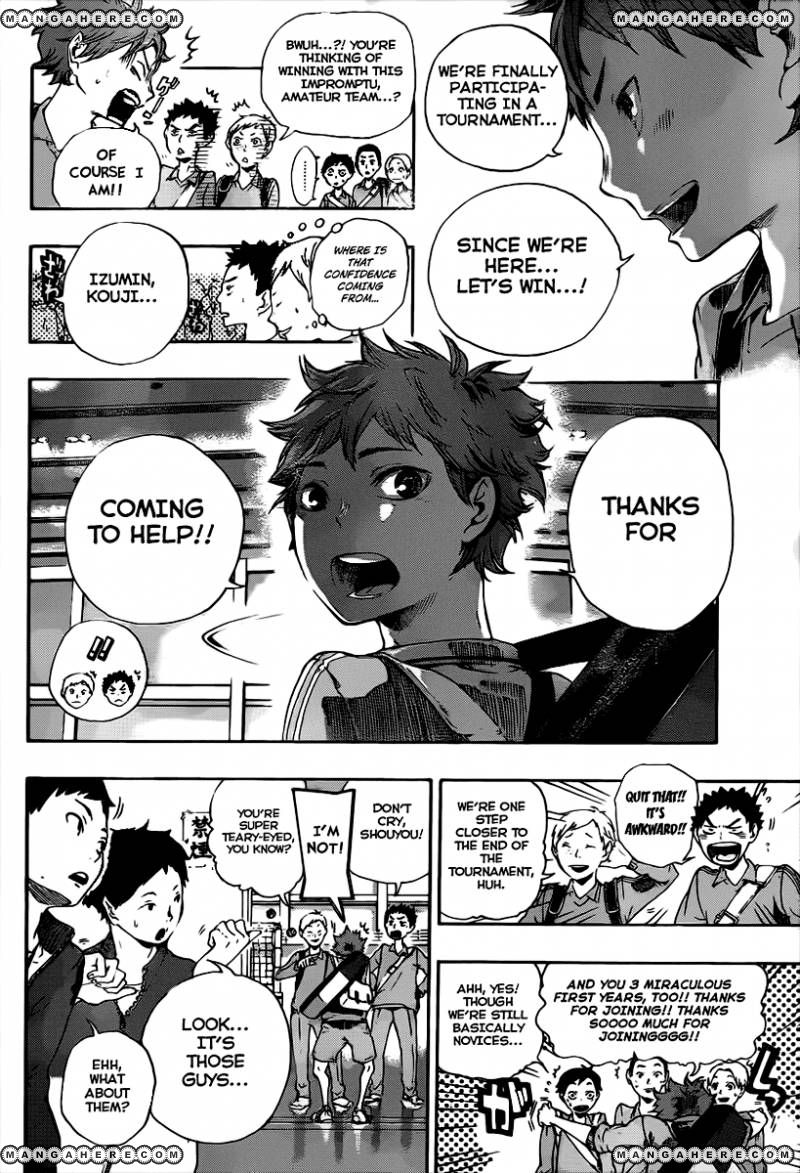 MANGAHERE.COM
MANGAHERE.COM
WE'RE FINALLY
PARTICIPA-
TING IN A
TOURNAMENT...
SINCE WE'RE
HERE...
LET'S WIN...!
BWUH...?! YOU'RE
THINKING OF
WINNING WITH THIS
IMPROMPTU,
AMATEUR TEAM...?
OF
COURSE I
AM!!
WHERE IS
THAT
CONFIDENCE
COMING
FROM...
IZUMIN,
KOUJI...
THANKS
FOR
COMING
TO HELP!!
!!
QUIT THAT!!
IT'S
AWKWARD!!
WE'RE ONE
STEP
CLOSER TO
THE END OF
THE
TOURNAMENT,
HUH.
AND YOU 3 MIRACULOUS
FIRST YEARS, TOO!! THANKS
FOR JOINING!! THANKS
SOOOO MUCH FOR
JOININGGGG!!
AHH, YES!
THOUGH
WE'RE STILL
BASICALLY
NOVICES...
DON'T
CRY,
SHOUYOU!
I'M
NOT!
YOU'RE
SUPER
TEARY-EYED,
YOU KNOW?
禁煙
LOOK...
IT'S
THOSE
GUYS...
EHH,
WHAT
ABOUT
THEM?
MANGAHERE.COM
MANGAHERE.COM